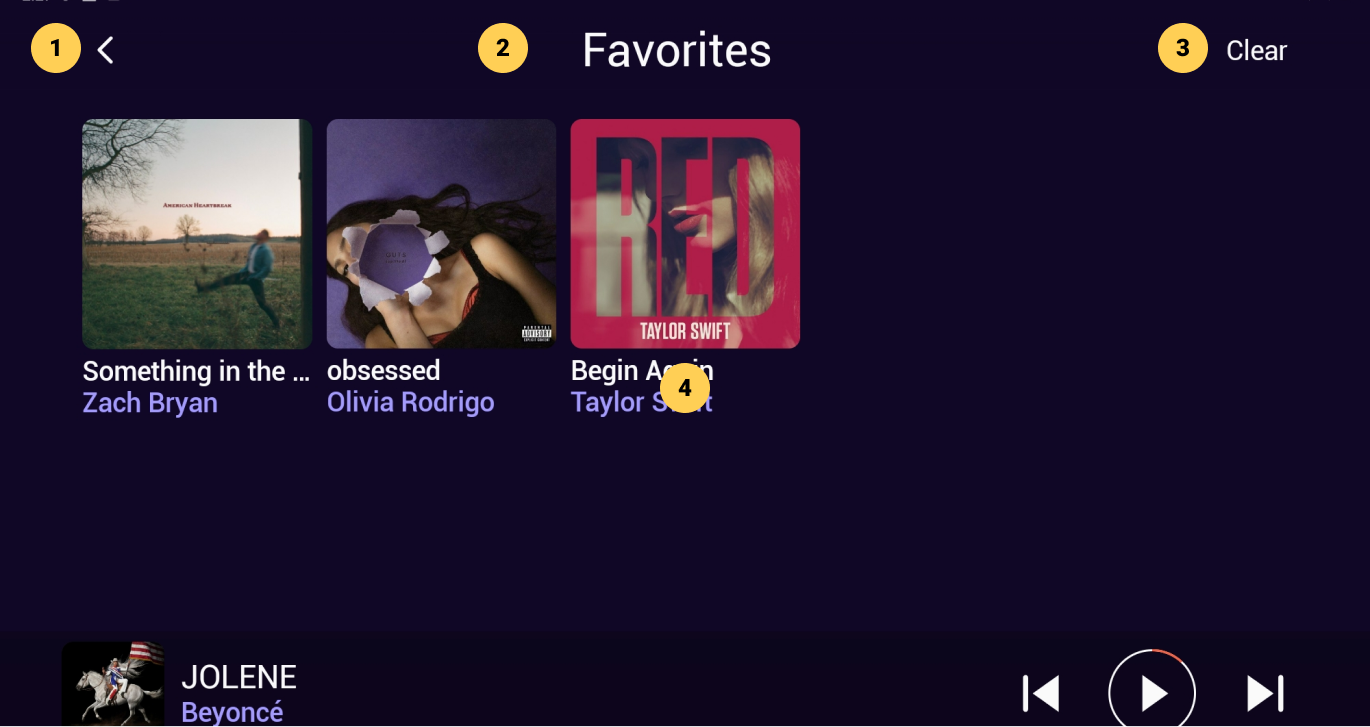 1
2
Favorites
3
Clear
AMERICAN HEARTBREAK
RED
TAYLOR SWIFT
PARENTAL
ADVISORY
EXPLICIT CONTENT
Something in the ...
Zach Bryan
obsessed
Olivia Rodrigo
Begin Again
Taylor Swift
4
JOLENE
Beyoncé